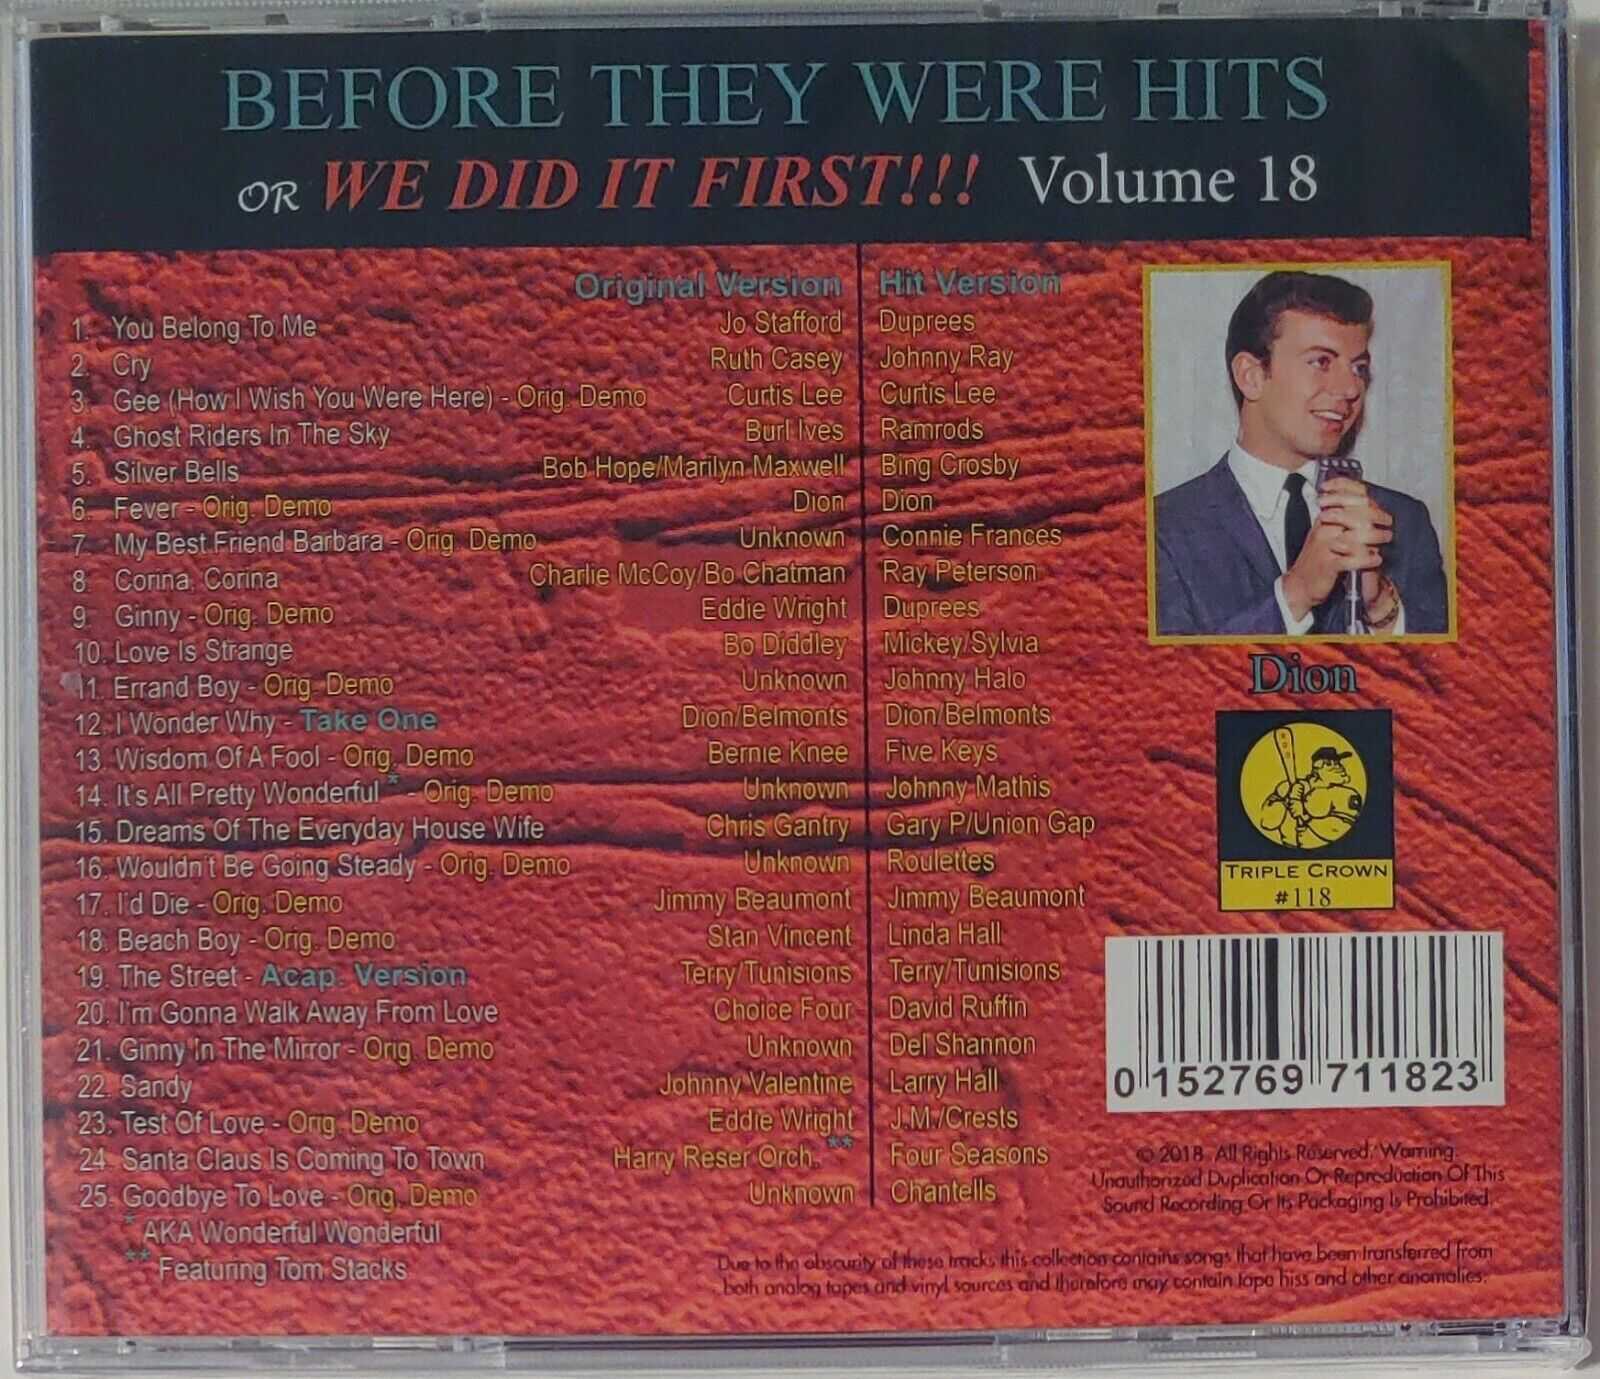 BEFORE THEY WERE HITS
OR WE DID IT FIRST!!! Volume 18
Original Version Hit Version
1. You Belong To Me Jo Stafford Duprees
2. Cry Ruth Casey Johnny Ray
3. Gee (How I Wish You Were Here) - Orig. Demo Curtis Lee Curtis Lee
4. Ghost Riders In The Sky Burl Ives Ramrods
5. Silver Bells Bob Hope/Marilyn Maxwell Bing Crosby
6. Fever - Orig. Demo Dion Dion
7. My Best Friend Barbara - Orig. Demo Unknown Connie Frances
8. Corina, Corina Charlie McCoy/Bo Chatman Ray Peterson
9. Ginny - Orig. Demo Eddie Wright Duprees
10. Love Is Strange Bo Diddley Mickey/Sylvia
11. Errand Boy - Orig. Demo Unknown Johnny Halo
12. I Wonder Why - Take One Dion/Belmonts Dion/Belmonts
13. Wisdom Of A Fool - Orig. Demo Bernie Knee Five Keys
14. It's All Pretty Wonderful* - Orig. Demo Unknown Johnny Mathis
15. Dreams Of The Everyday House Wife Chris Gantry Gary P/Union Gap
16. Wouldn't Be Going Steady - Orig. Demo Unknown Roulettes
17. I'd Die - Orig. Demo Jimmy Beaumont Jimmy Beaumont
18. Beach Boy - Orig. Demo Stan Vincent Linda Hall
19. The Street - Acap. Version Terry/Tunisions Terry/Tunisions
20. I'm Gonna Walk Away From Love Choice Four David Ruffin
21. Ginny In The Mirror - Orig. Demo Unknown Del Shannon
22. Sandy Johnny Valentine Larry Hall
23. Test Of Love - Orig. Demo Eddie Wright J.M./Crests
24. Santa Claus Is Coming To Town Harry Reser Orch. ** Four Seasons
25. Goodbye To Love - Orig. Demo Unknown Chantells
* AKA Wonderful Wonderful
** Featuring Tom Stacks
Dion
TRIPLE CROWN
#118
0 152769 711823
© 2018 All Rights Reserved. Warning.
Unauthorized Duplication Or Reproduction Of This
Sound Recording Or Its Packaging Is Prohibited.
Due to the obscurity of these tracks this collection contains songs that have been transferred from
both analog tapes and vinyl sources and therefore may contain tape hiss and other anomalies.